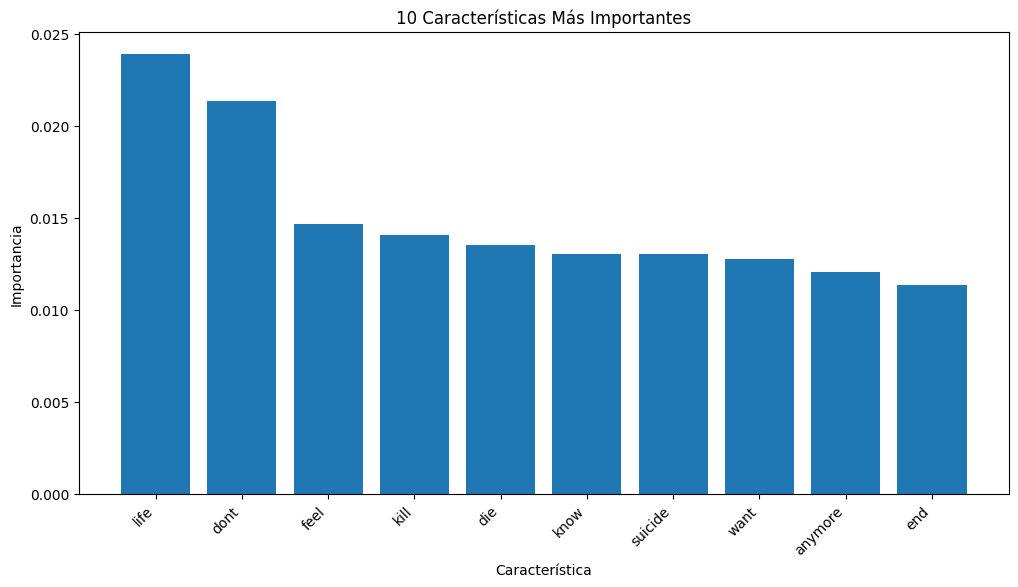 10 Características Más Importantes
Importancia
0.025
0.020
0.015
0.010
0.005
0.000
life
dont
feel
kill
die
know
suicide
want
anymore
end
Característica